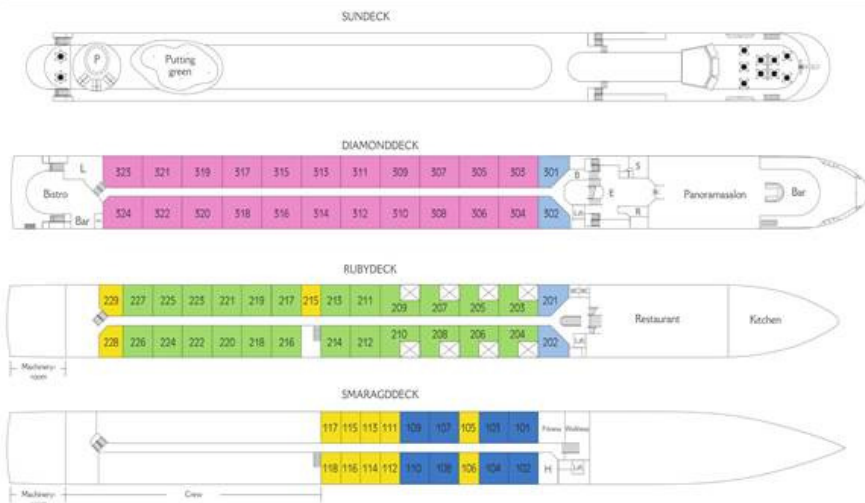 SUNDECK
P
Putting
green
DIAMONDDECK
L
323 321 319 317 315 313 311 309 307 305 303 301
B
S
Bistro
E
Panoramasalon
Bar
324 322 320 318 316 314 312 310 308 306 304 302
Bar
Lift
R
RUBYDECK
229 227 225 223 221 219 217 215 213 211 209 207 205 203 201
Restaurant
Kitchen
228 226 224 222 220 218 216 214 212 210 208 206 204 202
Lift
Machinery-
room
SMARAGDDECK
117 115 113 111 109 107 105 103 101
Fitness Wellness
118 116 114 112 110 108 106 104 102
H
Lift
Machinery-
Crew